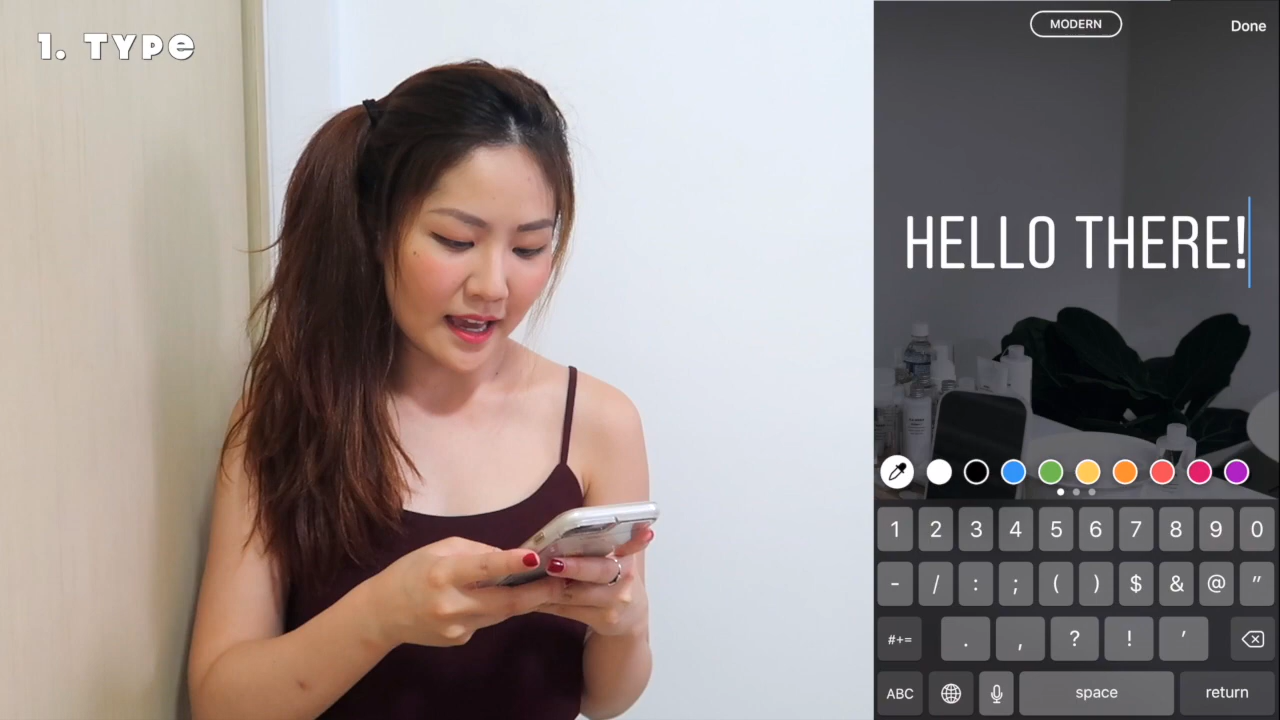 1. Type
MODERN
Done
HELLO THERE!
1 2 3 4 5 6 7 8 9 0
- / : ; ( ) $ & @ "
#+= . , ? ! '
ABC space return